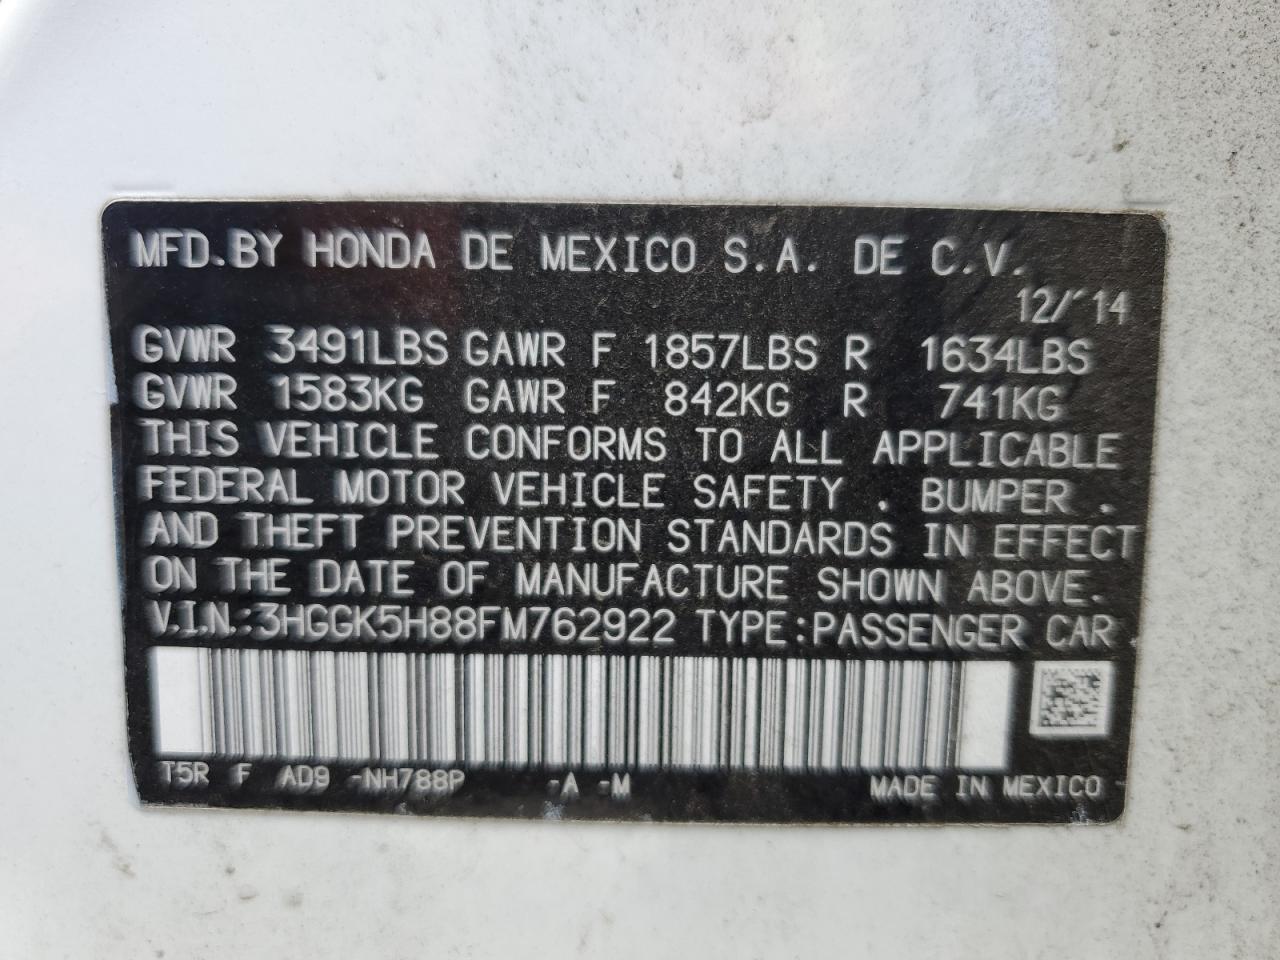 MFD.BY HONDA DE MEXICO S.A. DE C.V.
12/'14
GVWR 3491LBS GAWR F 1857LBS R 1634LBS
GVWR 1583KG GAWR F 842KG R 741KG
THIS VEHICLE CONFORMS TO ALL APPLICABLE
FEDERAL MOTOR VEHICLE SAFETY . BUMPER .
AND THEFT PREVENTION STANDARDS IN EFFECT
ON THE DATE OF MANUFACTURE SHOWN ABOVE.
V.I.N.:3HGGK5H88FM762922 TYPE:PASSENGER CAR
T5R F AD9 -NH788P -A -M MADE IN MEXICO